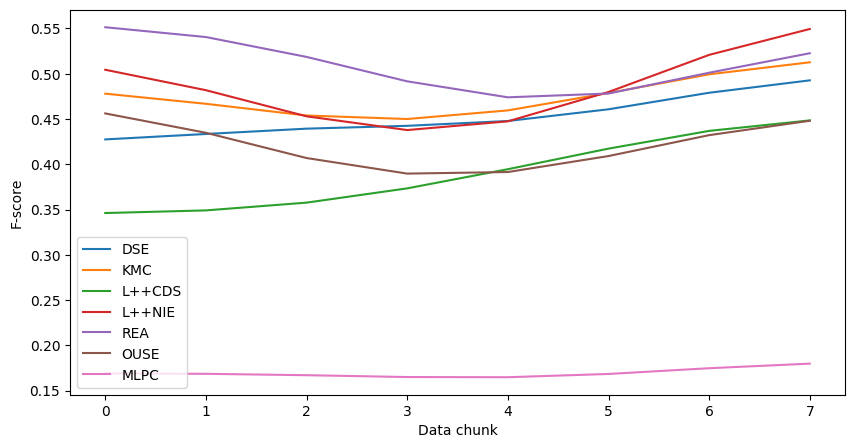 F-score
0.55
0.50
0.45
0.40
0.35
0.30
0.25
0.20
0.15
DSE
KMC
L++CDS
L++NIE
REA
OUSE
MLPC
0 1 2 3 4 5 6 7
Data chunk